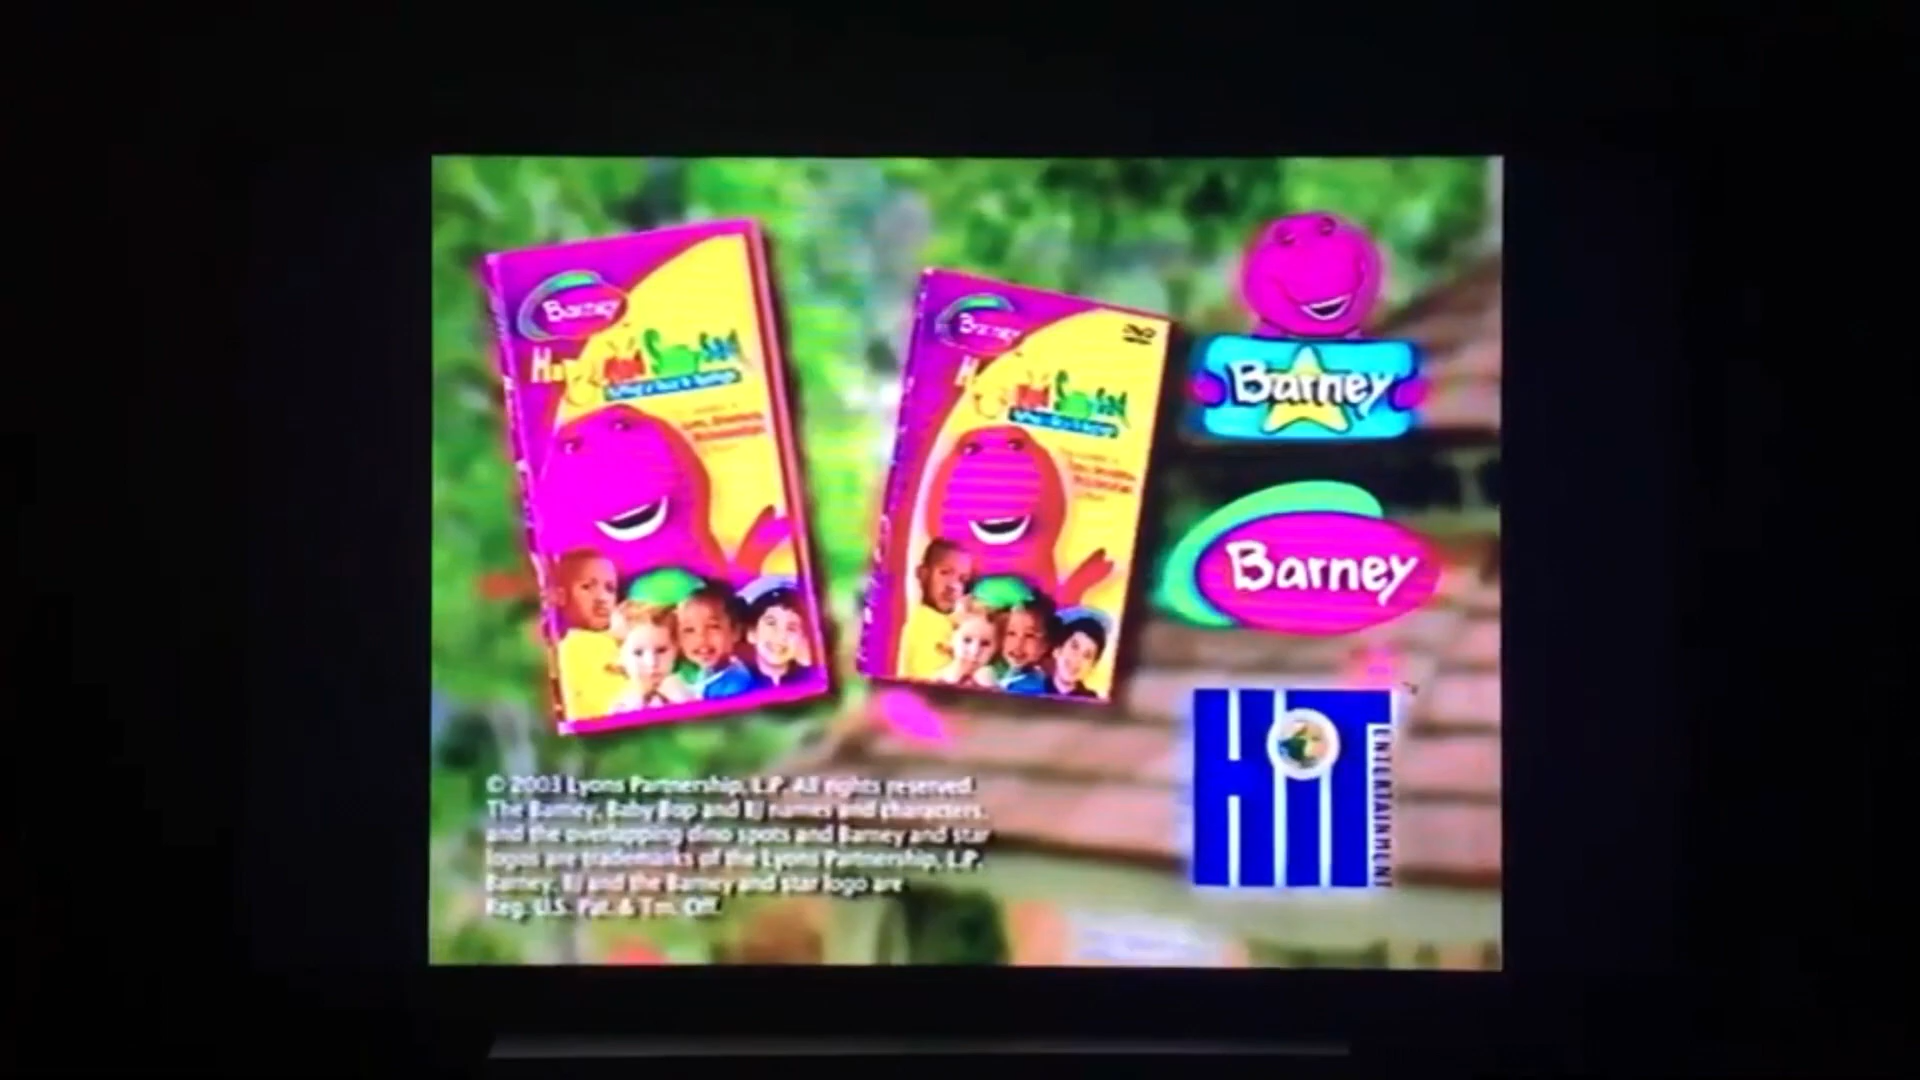 Barney
Barney
DVD
Barney
Barney
HiT
ENTERTAINMENT
© 2003 Lyons Partnership, L.P. All rights reserved.
The Barney, Baby Bop and BJ names and characters,
and the overlapping dino spots and Barney and star
logos are trademarks of the Lyons Partnership, L.P.
Barney, BJ and the Barney and star logo are
Reg. U.S. Pat. & Tm. Off.